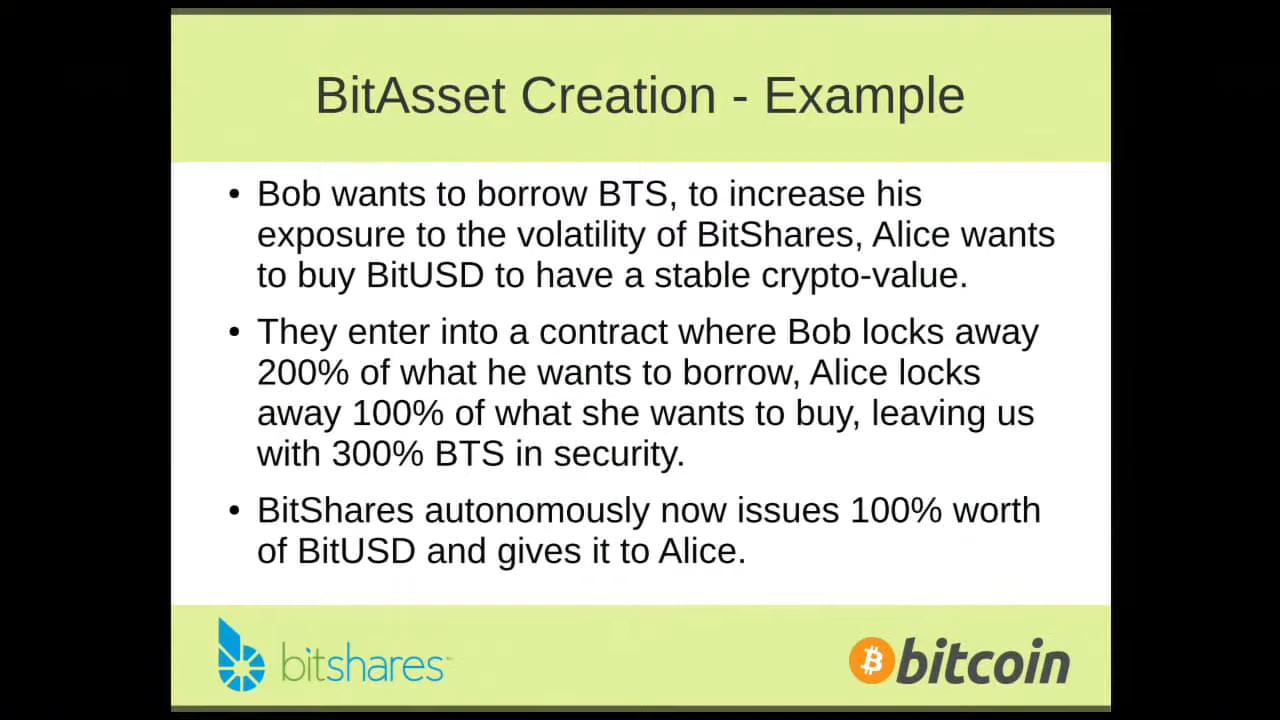 BitAsset Creation - Example
• Bob wants to borrow BTS, to increase his
exposure to the volatility of BitShares, Alice wants
to buy BitUSD to have a stable crypto-value.
• They enter into a contract where Bob locks away
200% of what he wants to borrow, Alice locks
away 100% of what she wants to buy, leaving us
with 300% BTS in security.
• BitShares autonomously now issues 100% worth
of BitUSD and gives it to Alice.
bitshares™
bitcoin